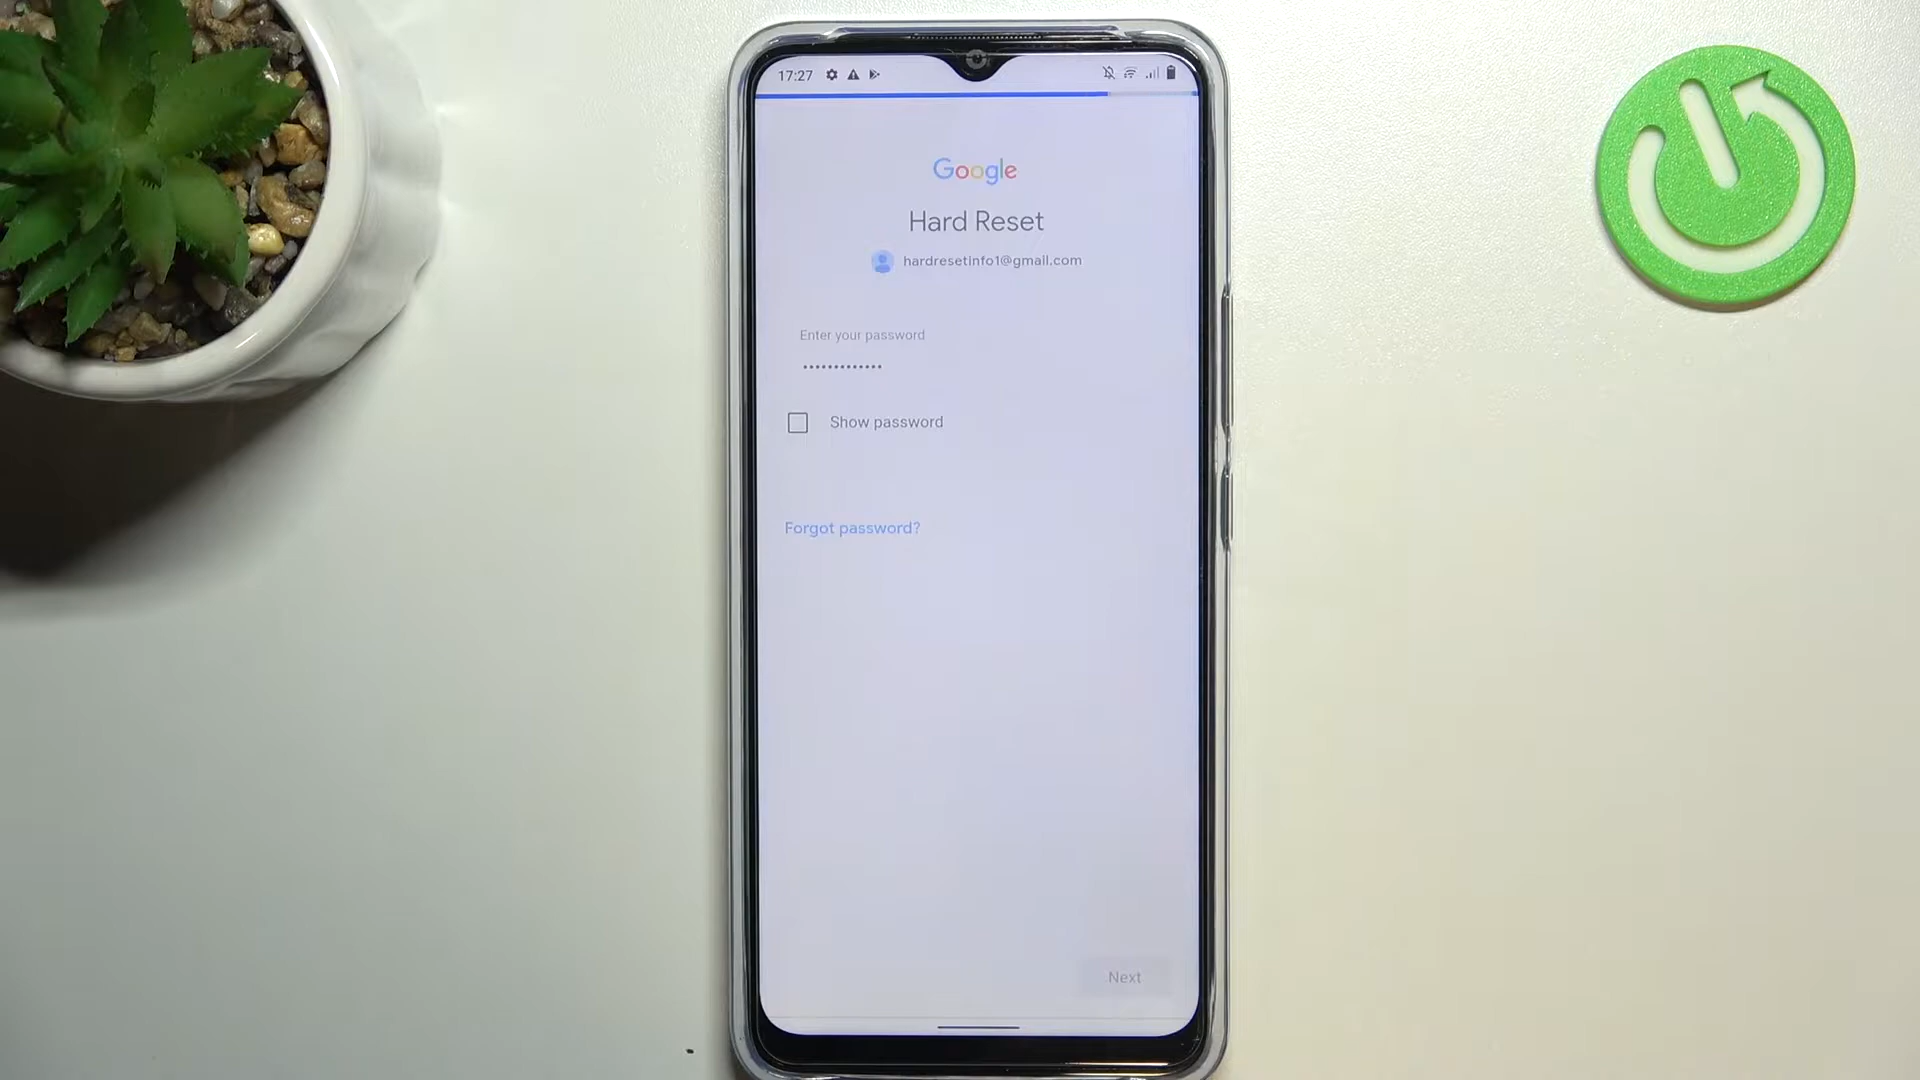 17:27
Google
Hard Reset
hardresetinfo1@gmail.com
Enter your password
•••••••••••••
Show password
Forgot password?
Next